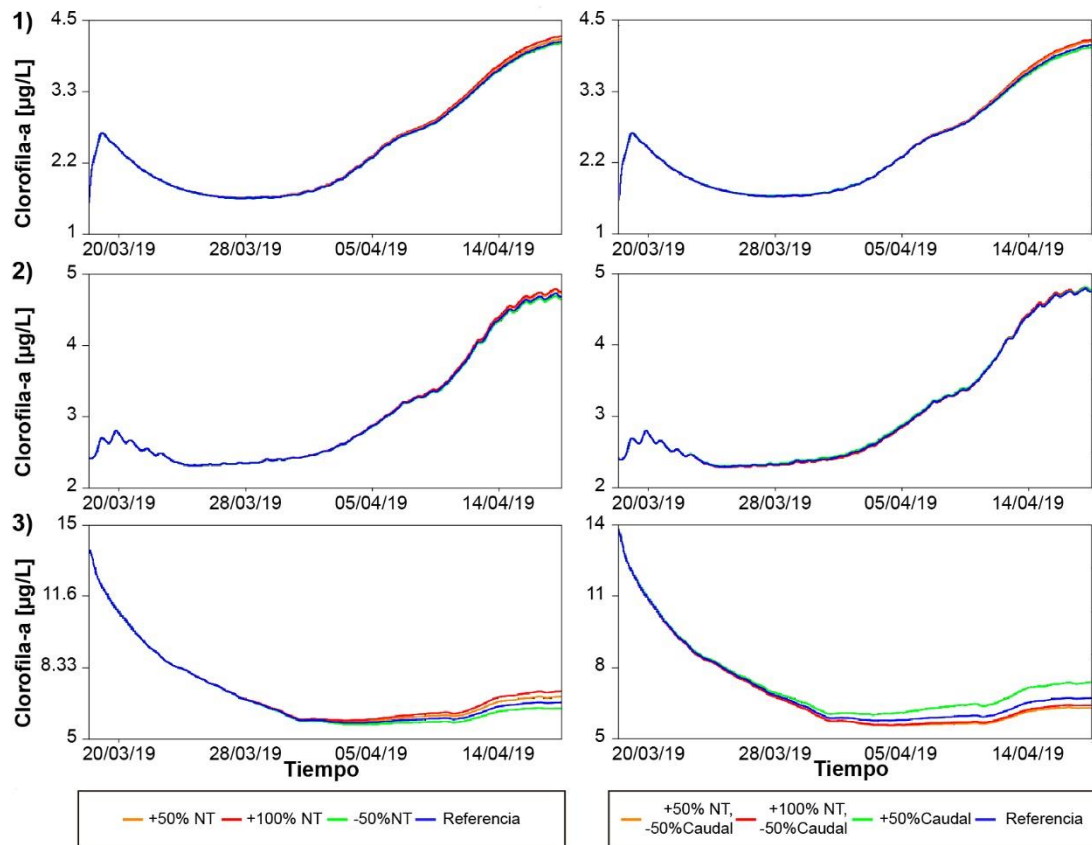 1)
Clorofila-a [µg/L]
4.5
3.3
2.2
1
20/03/19 28/03/19 05/04/19 14/04/19
4.5
3.3
2.2
1
20/03/19 28/03/19 05/04/19 14/04/19
2)
Clorofila-a [µg/L]
5
4
3
2
20/03/19 28/03/19 05/04/19 14/04/19
5
4
3
2
20/03/19 28/03/19 05/04/19 14/04/19
3)
Clorofila-a [µg/L]
15
11.6
8.33
5
20/03/19 28/03/19 05/04/19 14/04/19
Tiempo
14
11
8
5
20/03/19 28/03/19 05/04/19 14/04/19
Tiempo
+50% NT +100% NT -50%NT Referencia
+50% NT, -50%Caudal +100% NT, -50%Caudal +50%Caudal Referencia